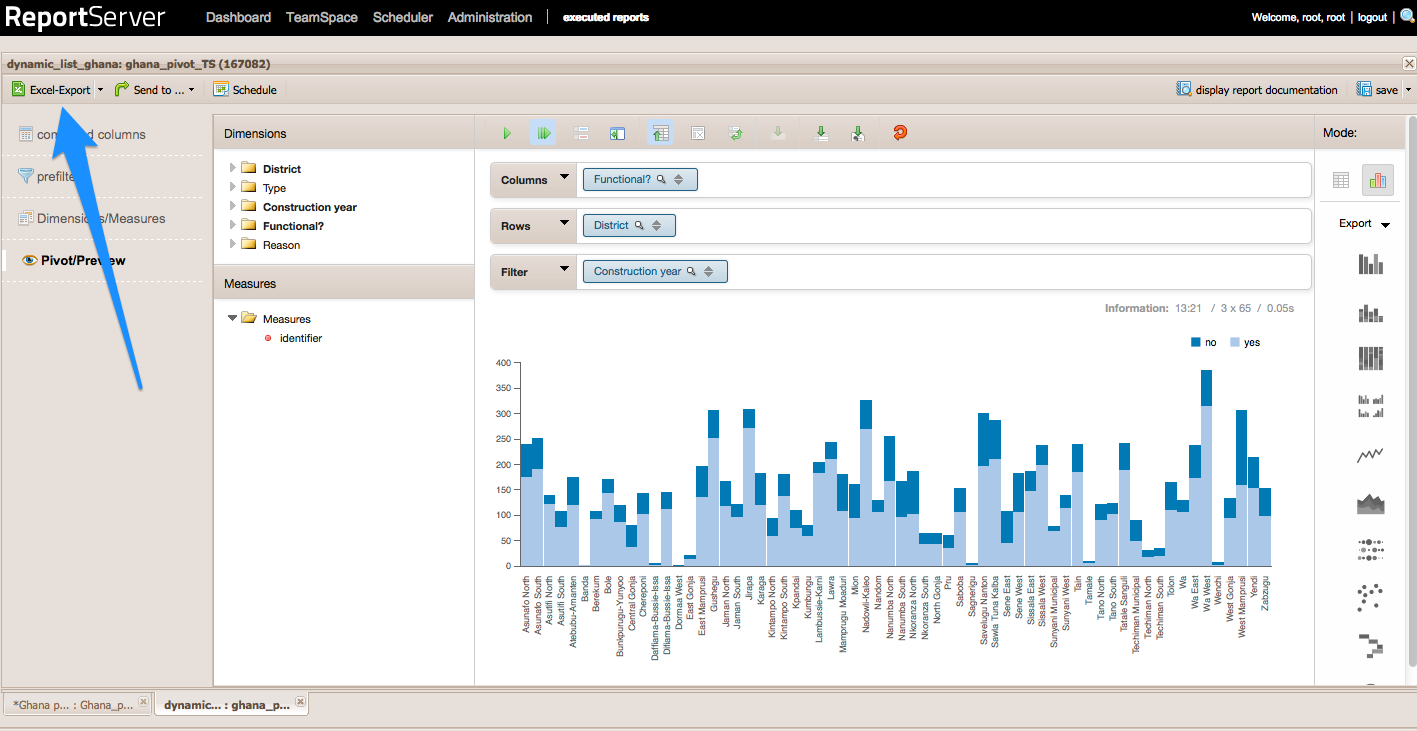 ReportServer Dashboard TeamSpace Scheduler Administration | executed reports Welcome, root, root | logout |
dynamic_list_ghana: ghana_pivot_TS (167082)
Excel-Export Send to ... Schedule display report documentation save
columns
prefilte
Dimensions/Measures
Pivot/Preview
Dimensions
District
Type
Construction year
Functional?
Reason
Measures
Measures
identifier
Columns Functional?
Rows District
Filter Construction year
Information: 13:21 / 3 x 65 / 0.05s
no yes
400
350
300
250
200
150
100
50
0
Asunafo North
Asunafo South
Asutifi North
Asutifi South
Atebubu-Amanten
Banda
Berekum
Bole
Bunkpurugu-Yunyoo
Central Gonja
Chereponi
Daffiama-Bussie-Issa
Difiama-Bussie-Issa
Dormaa West
East Gonja
East Mamprusi
Gushegu
Jaman North
Jaman South
Jirapa
Karaga
Kintampo North
Kintampo South
Kpandai
Kumbungu
Lambussie-Karni
Lawra
Mamprugu Moaduri
Mion
Nadowli-Kaleo
Nandom
Nanumba North
Nanumba South
Nkoranza North
Nkoranza South
North Gonja
Pru
Saboba
Sagnerigu
Savelugu Nanton
Sawla Tuna Kalba
Sene East
Sene West
Sissala East
Sissala West
Sunyani Municipal
Sunyani West
Tain
Tamale
Tano North
Tano South
Tatale Sanguli
Techiman Municipal
Techiman North
Techiman South
Tolon
Wa
Wa East
Wa West
Wenchi
West Gonja
West Mamprusi
Yendi
Zabzugu
Mode:
Export
*Ghana p... : Ghana_p... dynamic... : ghana_p...